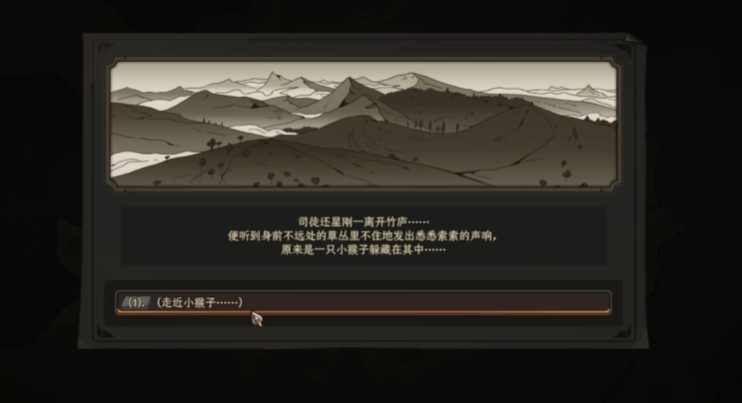 司徒还星刚一离开竹庐……
便听到身前不远处的草丛里不住地发出悉悉索索的声响，
原来是一只小猴子躲藏在其中……
(1). (走近小猴子……)